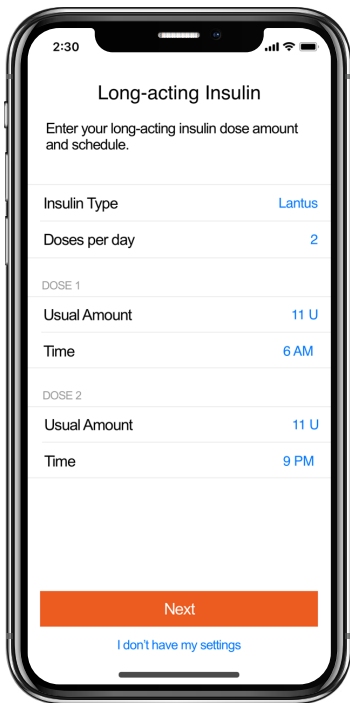 2:30
Long-acting Insulin
Enter your long-acting insulin dose amount
and schedule.
Insulin Type Lantus
Doses per day 2
DOSE 1
Usual Amount 11 U
Time 6 AM
DOSE 2
Usual Amount 11 U
Time 9 PM
Next
I don't have my settings